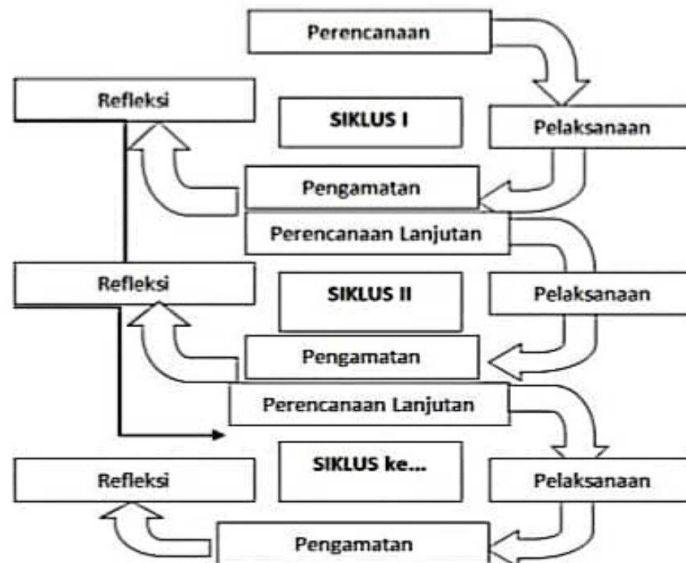 Perencanaan
Refleksi
SIKLUS I
Pelaksanaan
Pengamatan
Perencanaan Lanjutan
Refleksi
SIKLUS II
Pelaksanaan
Pengamatan
Perencanaan Lanjutan
Refleksi
SIKLUS ke...
Pelaksanaan
Pengamatan